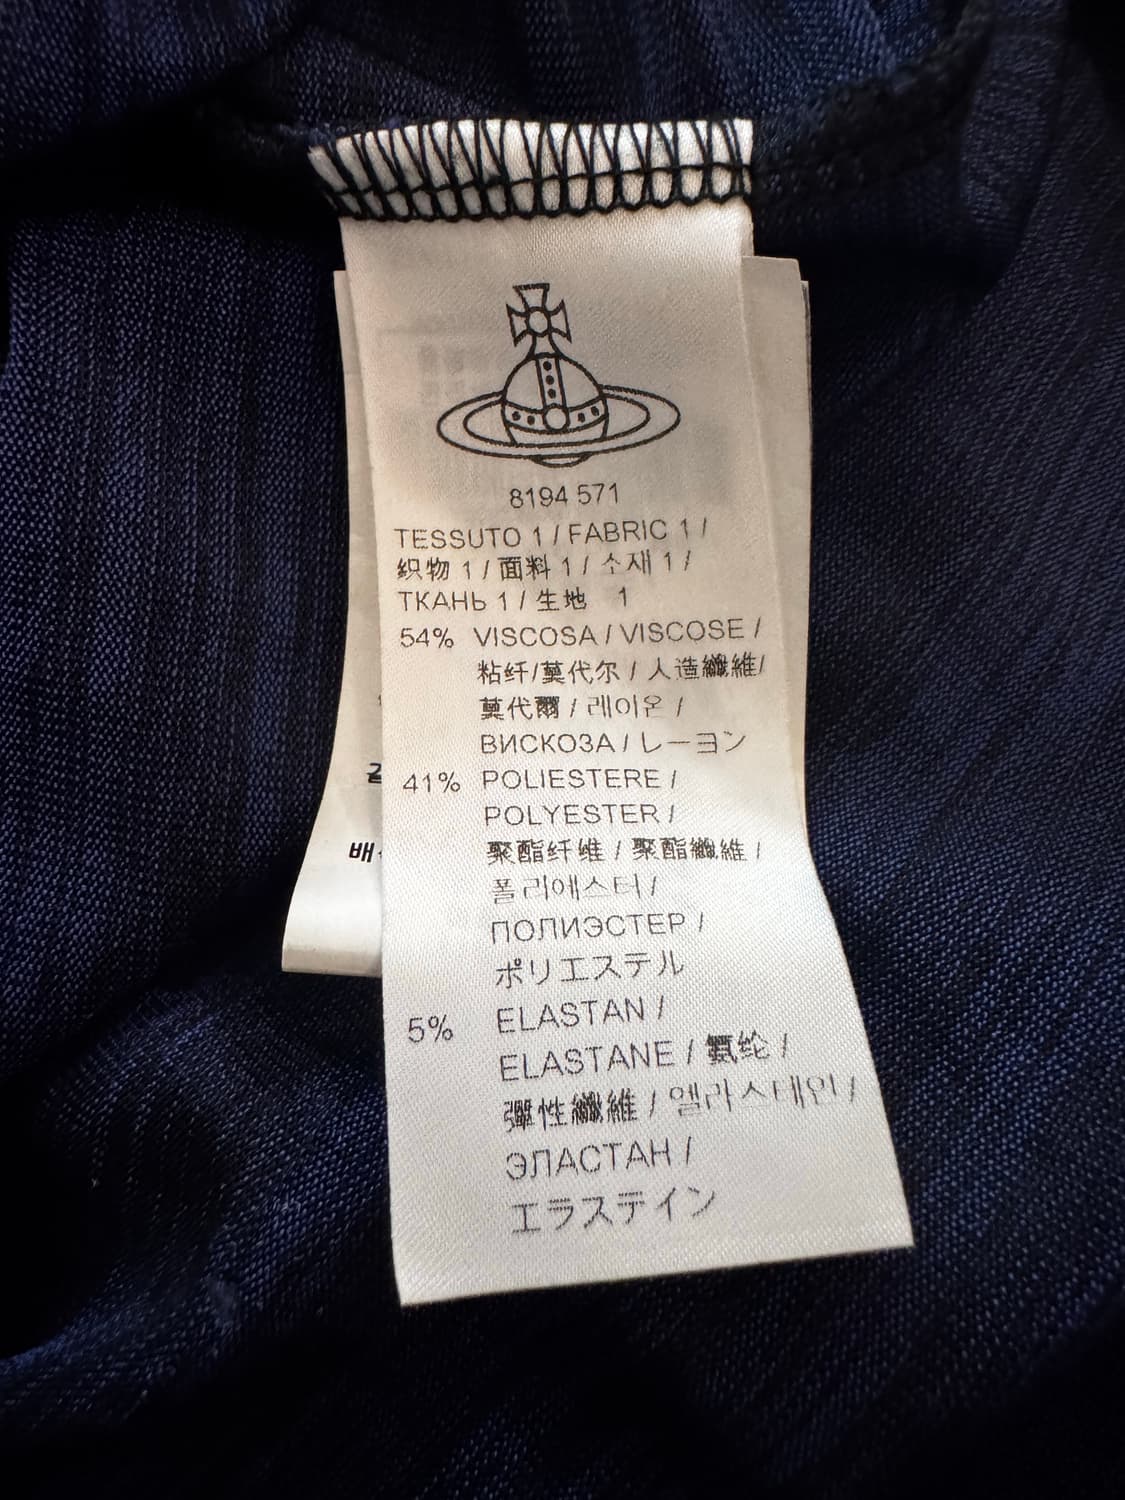 8194 571
TESSUTO 1 / FABRIC 1 /
织物 1 / 面料 1 / 소재 1 /
ТКАНЬ 1 / 生地 1
54% VISCOSA / VISCOSE /
粘纤/莫代尔 / 人造纖維/
莫代爾 / 레이온 /
ВИСКОЗА / レーヨン
41% POLIESTERE /
POLYESTER /
聚酯纤维 / 聚酯纖維 /
폴리에스터 /
ПОЛИЭСТЕР /
ポリエステル
5% ELASTAN /
ELASTANE / 氨纶 /
彈性纖維 / 엘라스테인 /
ЭЛАСТАН /
エラステイン
배